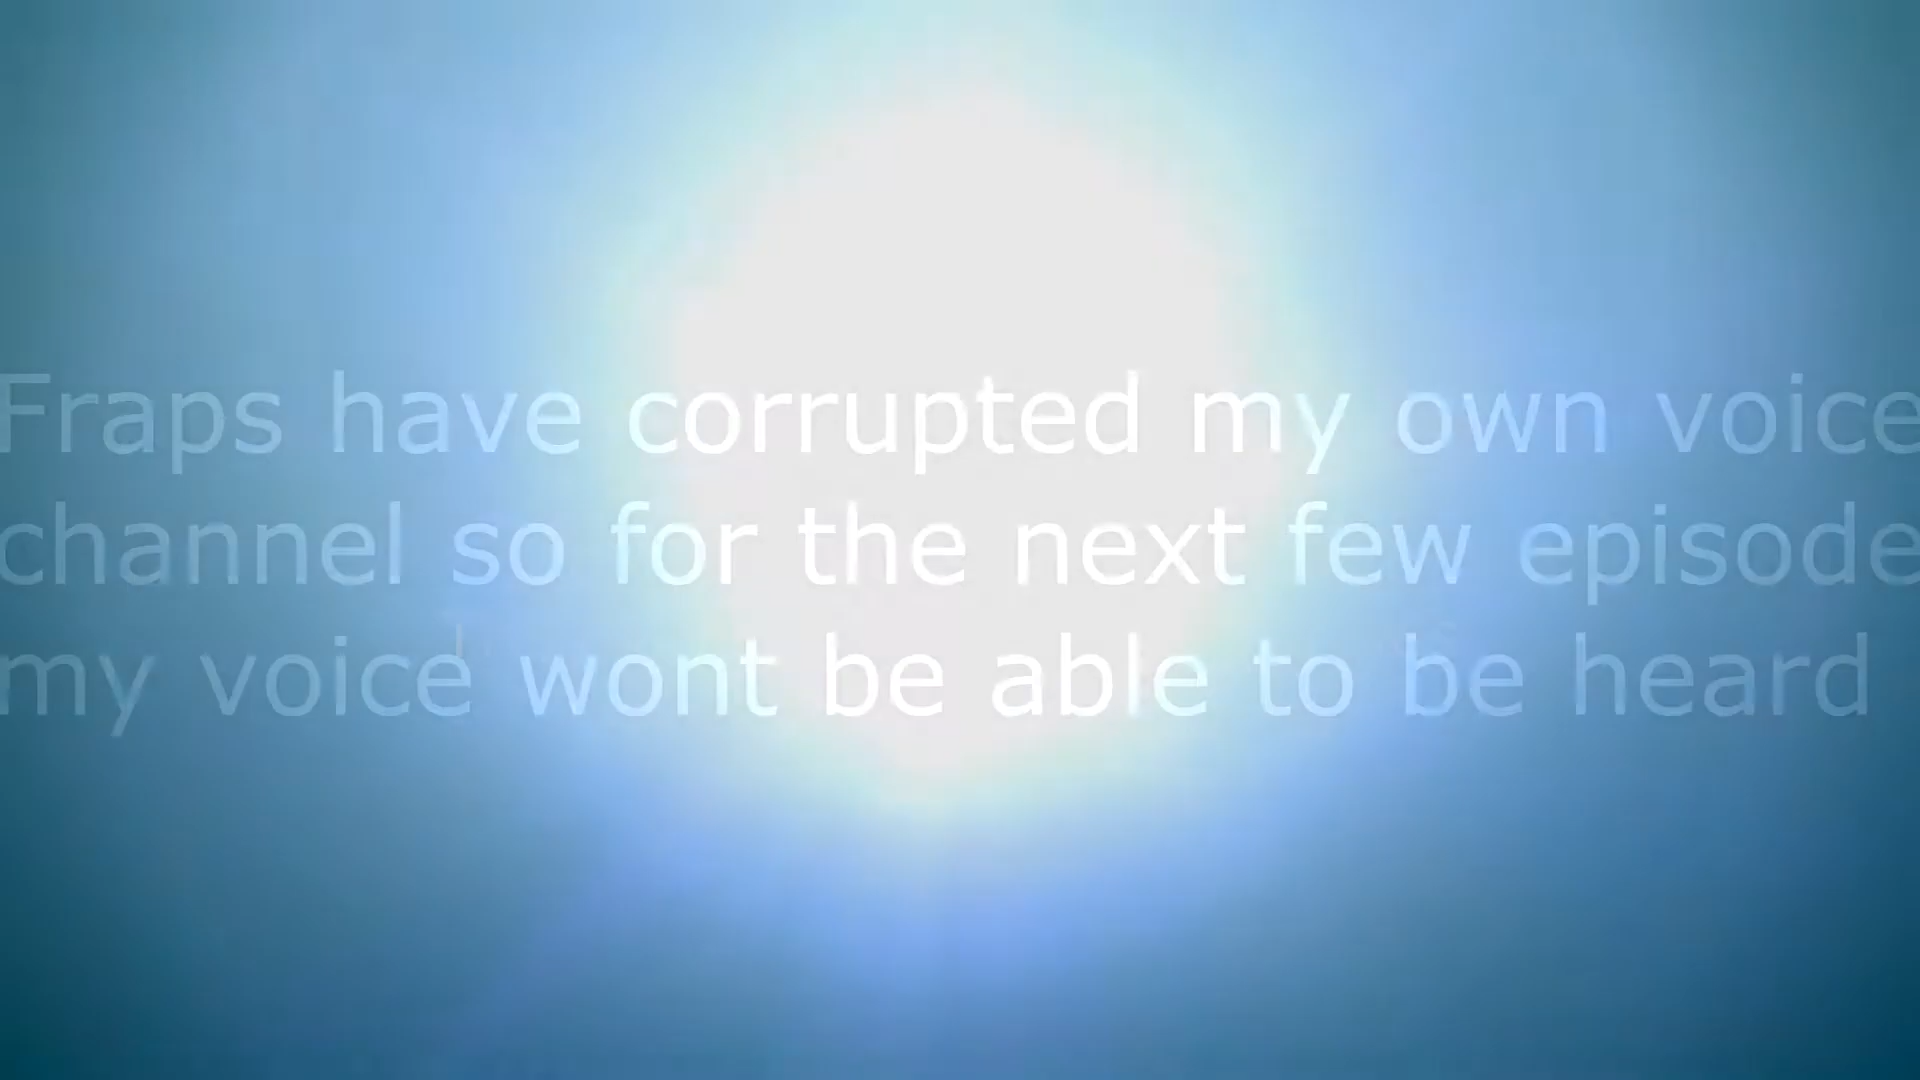 Fraps have corrupted my own voice
channel so for the next few episode
my voice wont be able to be heard